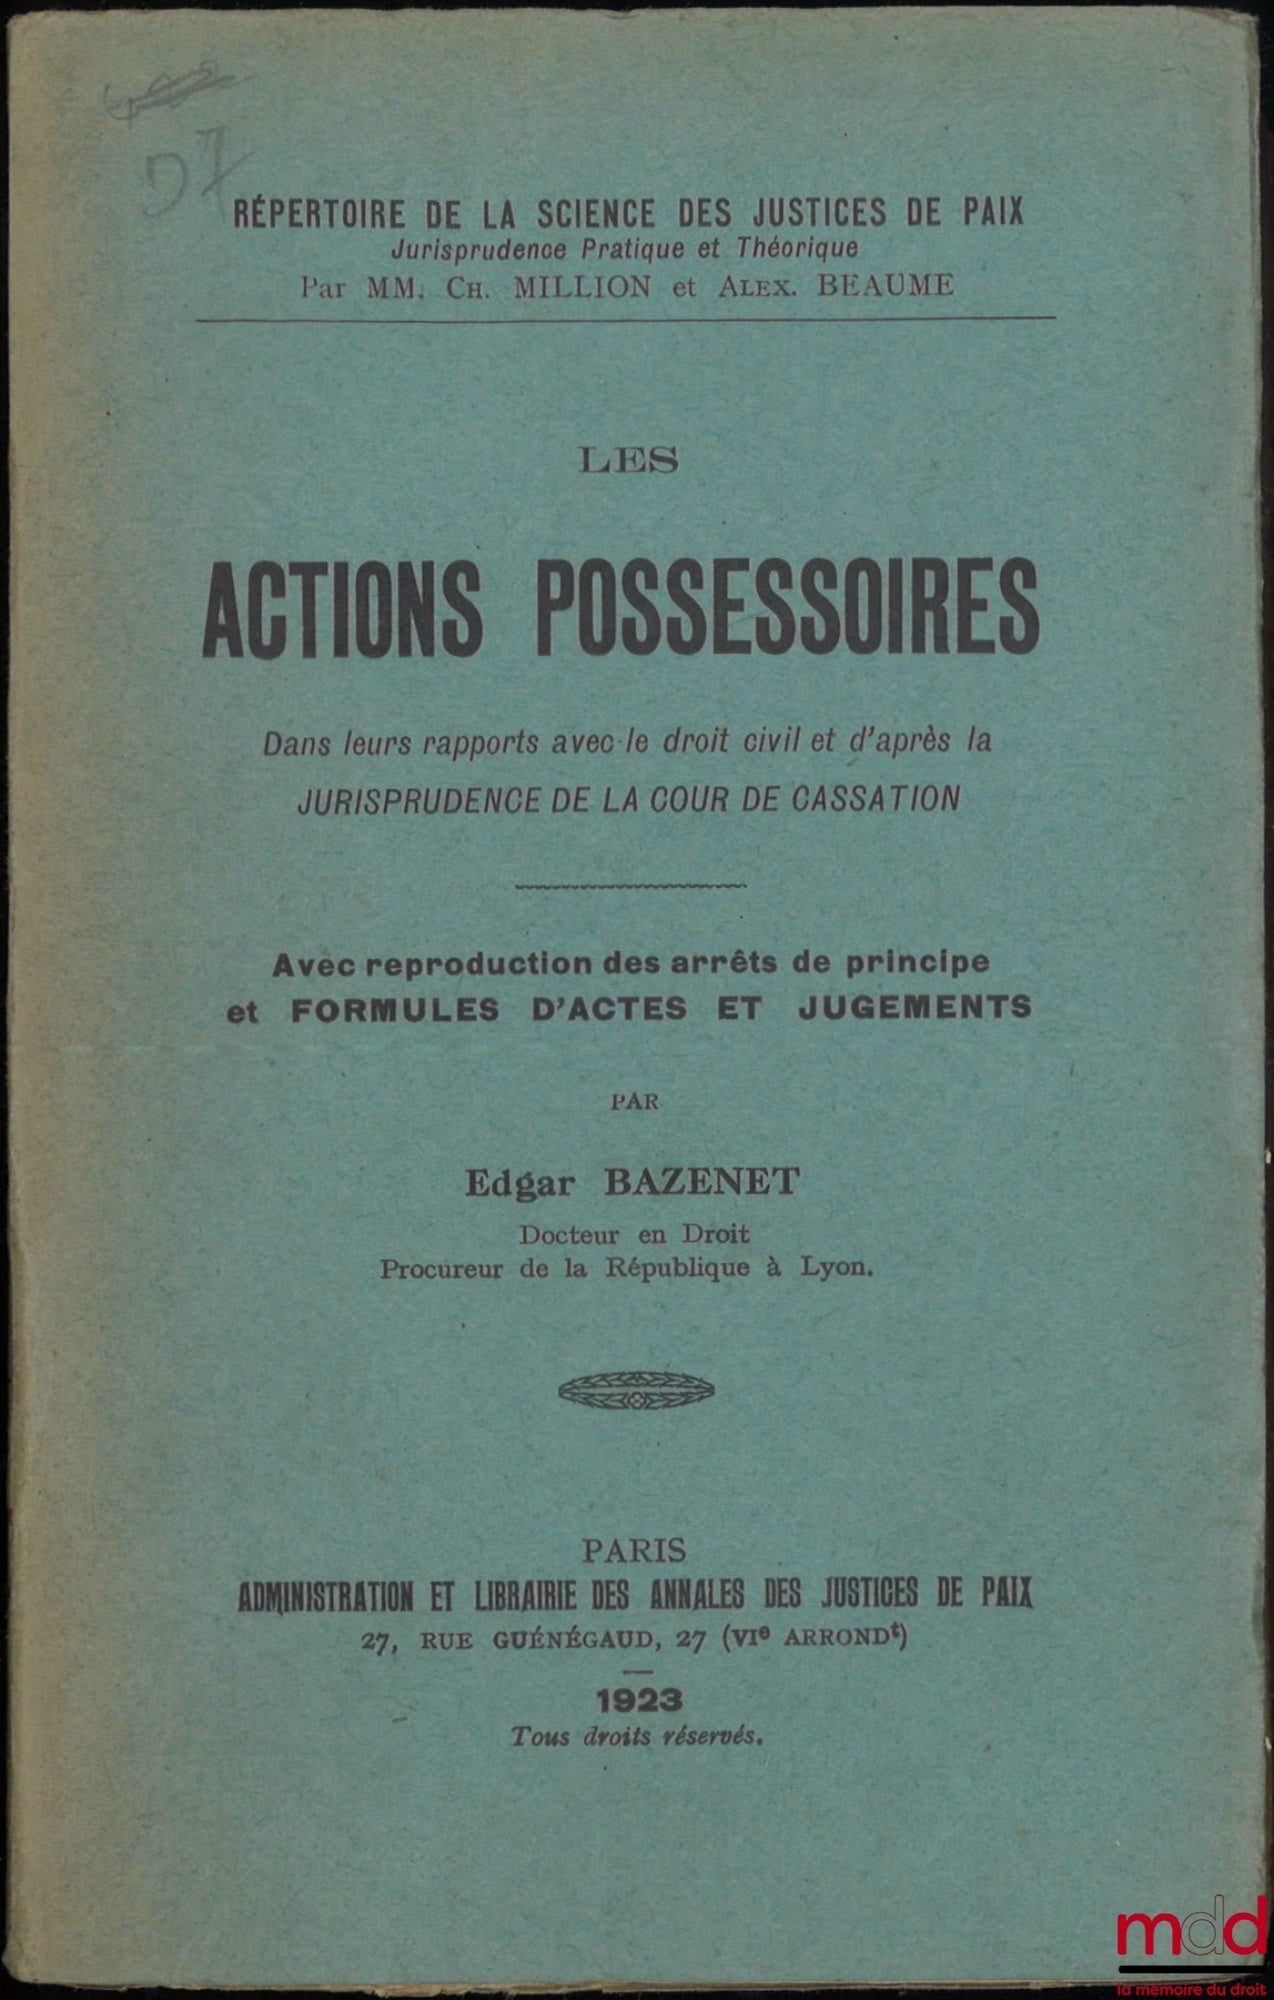 D7
RÉPERTOIRE DE LA SCIENCE DES JUSTICES DE PAIX
Jurisprudence Pratique et Théorique
Par MM. CH. MILLION et ALEX. BEAUME
LES
ACTIONS POSSESSOIRES
Dans leurs rapports avec le droit civil et d'après la
JURISPRUDENCE DE LA COUR DE CASSATION
Avec reproduction des arrêts de principe
et FORMULES D'ACTES ET JUGEMENTS
PAR
Edgar BAZENET
Docteur en Droit
Procureur de la République à Lyon.
PARIS
ADMINISTRATION ET LIBRAIRIE DES ANNALES DES JUSTICES DE PAIX
27, RUE GUÉNÉGAUD, 27 (VIe ARRONDt)
1923
Tous droits réservés.
mdd
la mémoire du droit